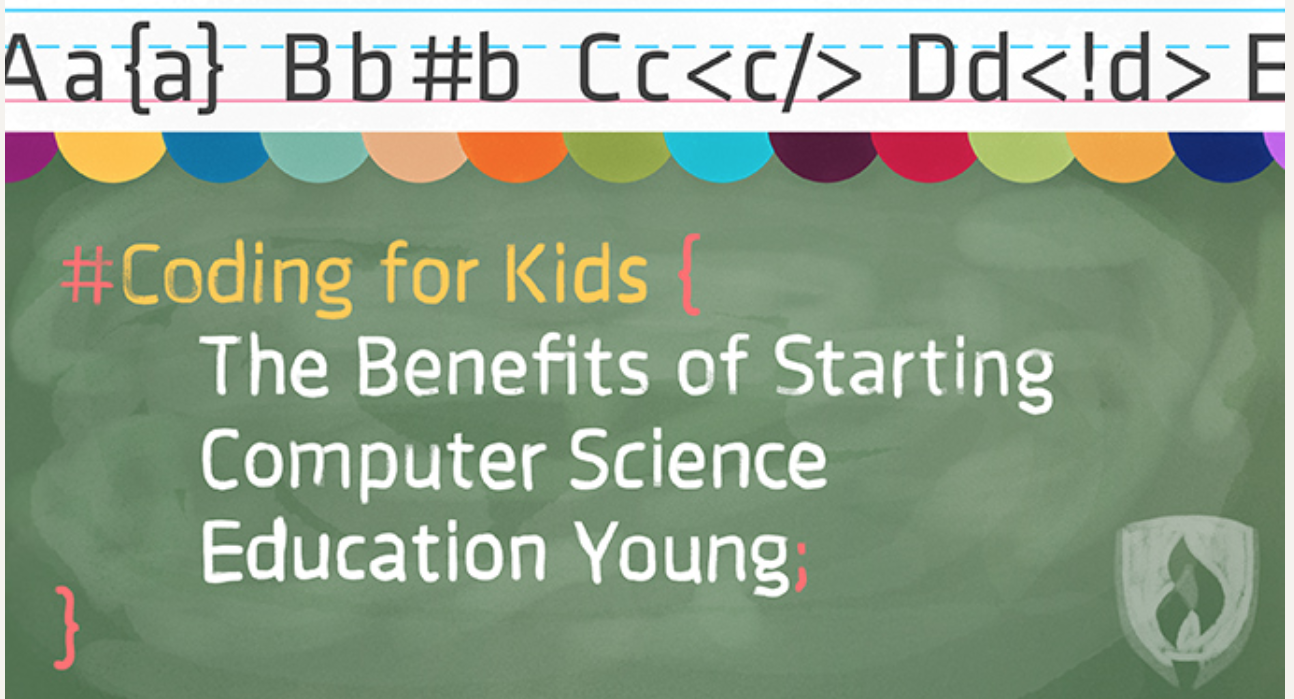 Aa{a} Bb#b Cc<c/> Dd<!d> E
#Coding for Kids {
The Benefits of Starting
Computer Science
Education Young;
}